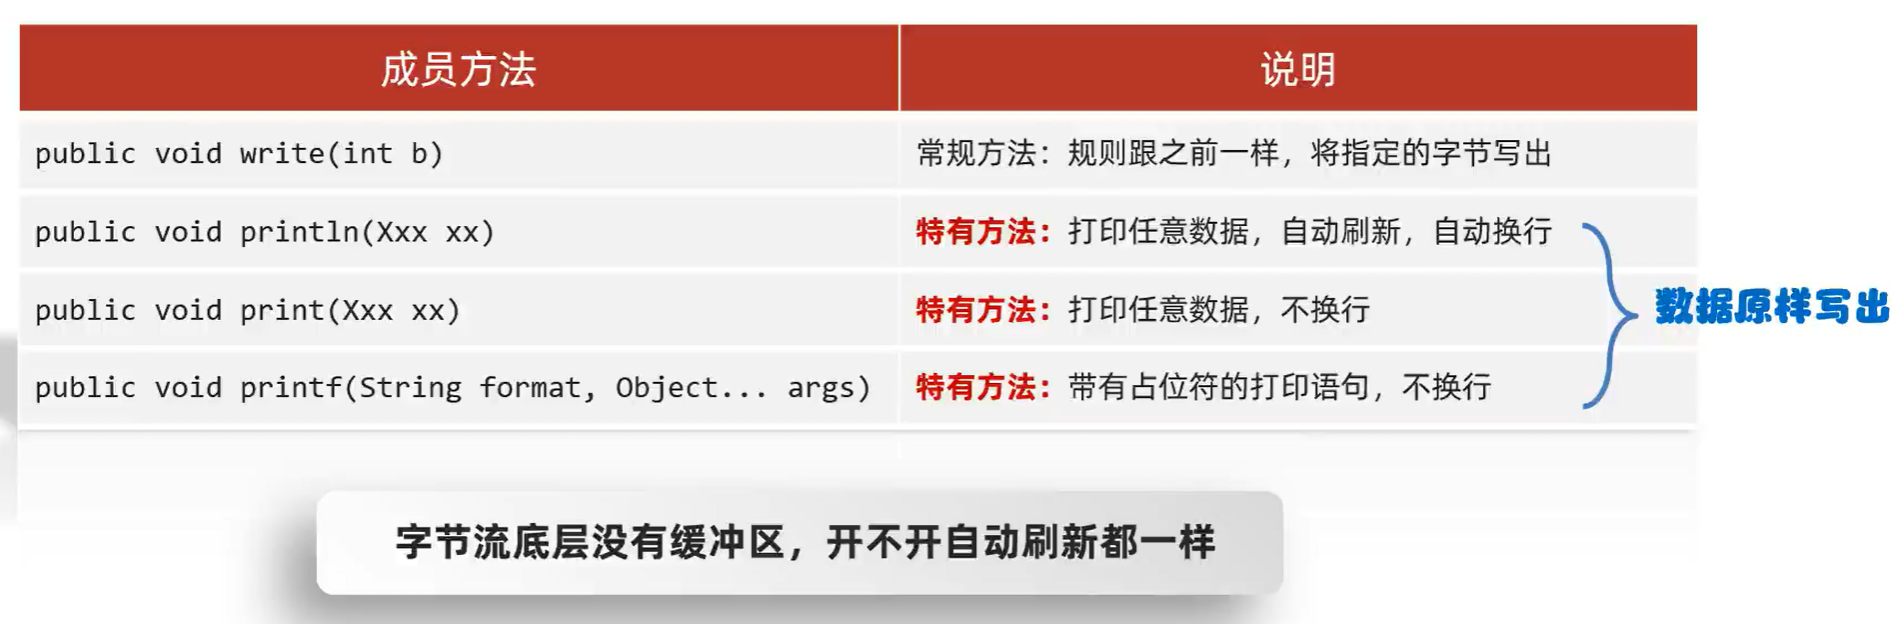 成员方法 说明
public void write(int b) 常规方法：规则跟之前一样，将指定的字节写出
public void println(Xxx xx) 特有方法：打印任意数据，自动刷新，自动换行
public void print(Xxx xx) 特有方法：打印任意数据，不换行
数据原样写出
public void printf(String format, Object... args) 特有方法：带有占位符的打印语句，不换行
字节流底层没有缓冲区，开不开自动刷新都一样